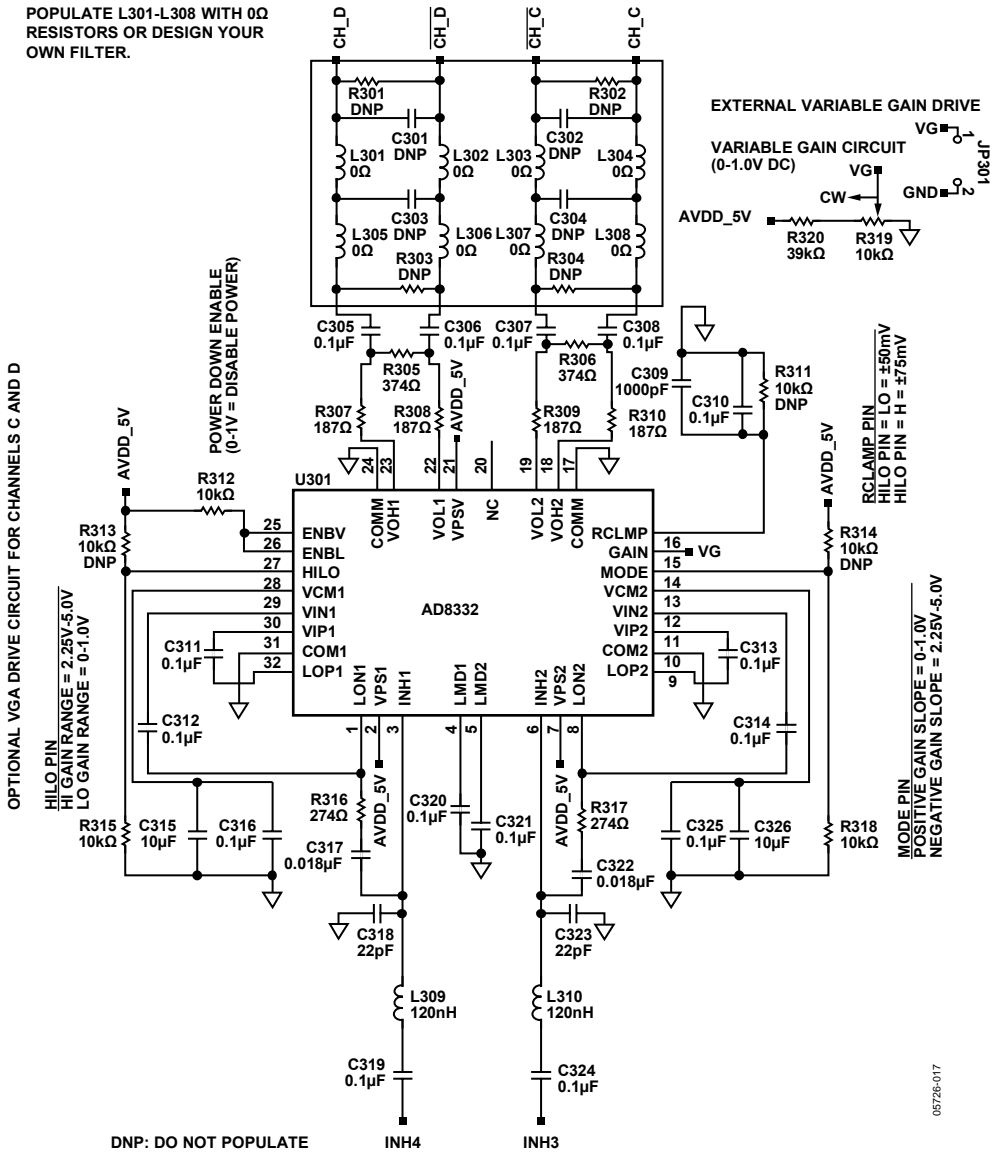 POPULATE L301-L308 WITH 0Ω
RESISTORS OR DESIGN YOUR
OWN FILTER.
CH_D
CH_D
CH_C
CH_C
R301
DNP
R302
DNP
C301
DNP
C302
DNP
L301
0Ω
L302
0Ω
L303
0Ω
L304
0Ω
C303
DNP
C304
DNP
L305
0Ω
L306
0Ω
L307
0Ω
L308
0Ω
R303
DNP
R304
DNP
EXTERNAL VARIABLE GAIN DRIVE
VG
1
JP301
GND
2
VARIABLE GAIN CIRCUIT
(0-1.0V DC)
VG
CW
AVDD_5V
R320
39kΩ
R319
10kΩ
C305
0.1µF
C306
0.1µF
C307
0.1µF
C308
0.1µF
R305
374Ω
R306
374Ω
R307
187Ω
R308
187Ω
AVDD_5V
R309
187Ω
R310
187Ω
C309
1000pF
C310
0.1µF
R311
10kΩ
DNP
OPTIONAL VGA DRIVE CIRCUIT FOR CHANNELS C AND D
POWER DOWN ENABLE
(0-1V = DISABLE POWER)
AVDD_5V
R312
10kΩ
R313
10kΩ
DNP
RCLAMP PIN
HILO PIN = LO = ±50mV
HILO PIN = H = ±75mV
AVDD_5V
R314
10kΩ
DNP
U301
24
23
22
21
20
19
18
17
COMM
VOH1
VOL1
VPSV
NC
VOL2
VOH2
COMM
25
ENBV
26
ENBL
27
HILO
28
VCM1
29
VIN1
30
VIP1
31
COM1
32
LOP1
AD8332
RCLMP
16
GAIN
VG
15
MODE
14
VCM2
13
VIN2
12
VIP2
11
COM2
10
LOP2
9
LON1
VPS1
INH1
LMD1
LMD2
INH2
VPS2
LON2
1
2
3
4
5
6
7
8
C311
0.1µF
C312
0.1µF
C313
0.1µF
C314
0.1µF
HILO PIN
HI GAIN RANGE = 2.25V-5.0V
LO GAIN RANGE = 0-1.0V
R315
10kΩ
C315
10µF
C316
0.1µF
R316
274Ω
AVDD_5V
C317
0.018µF
C320
0.1µF
C321
0.1µF
AVDD_5V
R317
274Ω
C322
0.018µF
C325
0.1µF
C326
10µF
R318
10kΩ
MODE PIN
POSITIVE GAIN SLOPE = 0-1.0V
NEGATIVE GAIN SLOPE = 2.25V-5.0V
C318
22pF
C323
22pF
L309
120nH
L310
120nH
C319
0.1µF
C324
0.1µF
INH4
INH3
DNP: DO NOT POPULATE
05726-017